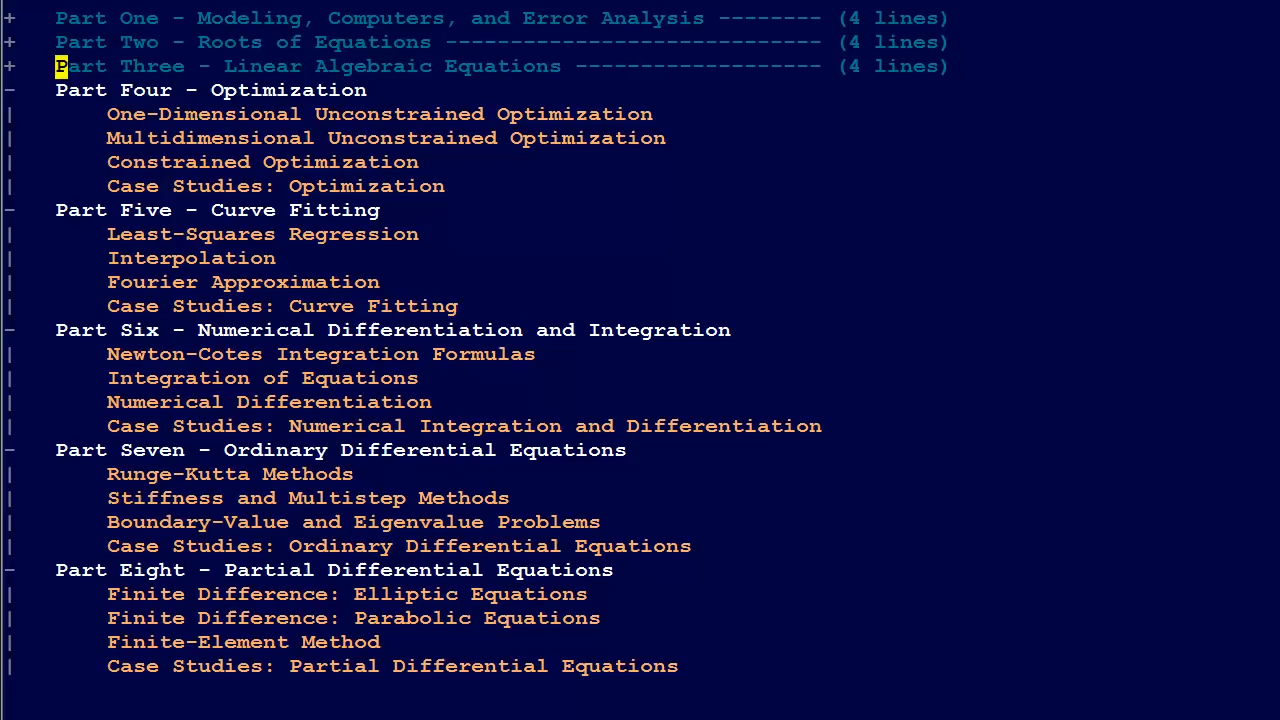 +   Part One - Modeling, Computers, and Error Analysis -------- (4 lines)
+   Part Two - Roots of Equations ----------------------------- (4 lines)
+   Part Three - Linear Algebraic Equations ------------------- (4 lines)
-   Part Four - Optimization
|       One-Dimensional Unconstrained Optimization
|       Multidimensional Unconstrained Optimization
|       Constrained Optimization
|       Case Studies: Optimization
-   Part Five - Curve Fitting
|       Least-Squares Regression
|       Interpolation
|       Fourier Approximation
|       Case Studies: Curve Fitting
-   Part Six - Numerical Differentiation and Integration
|       Newton-Cotes Integration Formulas
|       Integration of Equations
|       Numerical Differentiation
|       Case Studies: Numerical Integration and Differentiation
-   Part Seven - Ordinary Differential Equations
|       Runge-Kutta Methods
|       Stiffness and Multistep Methods
|       Boundary-Value and Eigenvalue Problems
|       Case Studies: Ordinary Differential Equations
-   Part Eight - Partial Differential Equations
|       Finite Difference: Elliptic Equations
|       Finite Difference: Parabolic Equations
|       Finite-Element Method
|       Case Studies: Partial Differential Equations